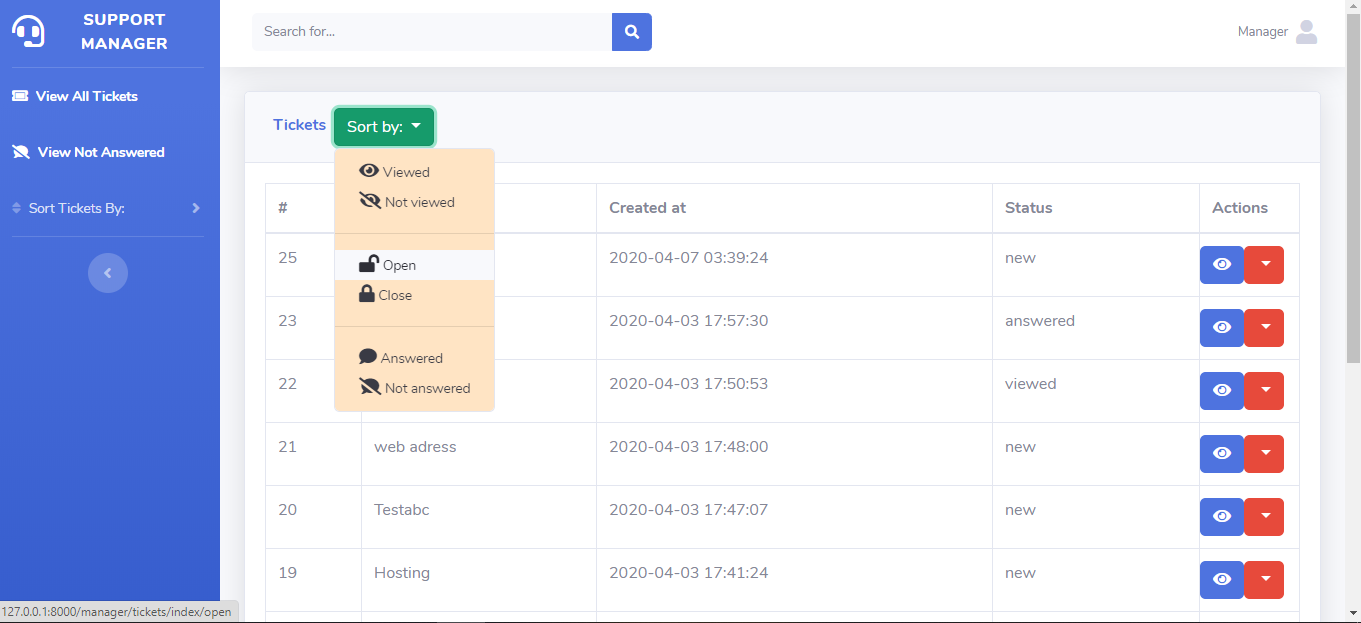 SUPPORT
MANAGER
View All Tickets
View Not Answered
Sort Tickets By:
Search for...
Manager
Tickets Sort by:
Viewed
Not viewed
Open
Close
Answered
Not answered
# Created at Status Actions
25 2020-04-07 03:39:24 new
23 2020-04-03 17:57:30 answered
22 2020-04-03 17:50:53 viewed
21 web adress 2020-04-03 17:48:00 new
20 Testabc 2020-04-03 17:47:07 new
19 Hosting 2020-04-03 17:41:24 new
127.0.0.1:8000/manager/tickets/index/open